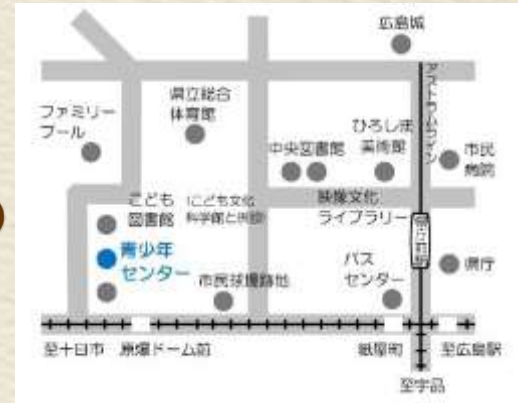 広島城
アストラムライン
県立総合
体育館
ファミリー
プール
ひろしま
美術館
中央図書館
市民
病院
こども
図書館
(こども文化
科学館と併設)
映像文化
ライブラリー
県庁前駅
青少年
センター
市民球場跡地
バス
センター
県庁
至十日市
原爆ドーム前
紙屋町
至広島駅
至宇品